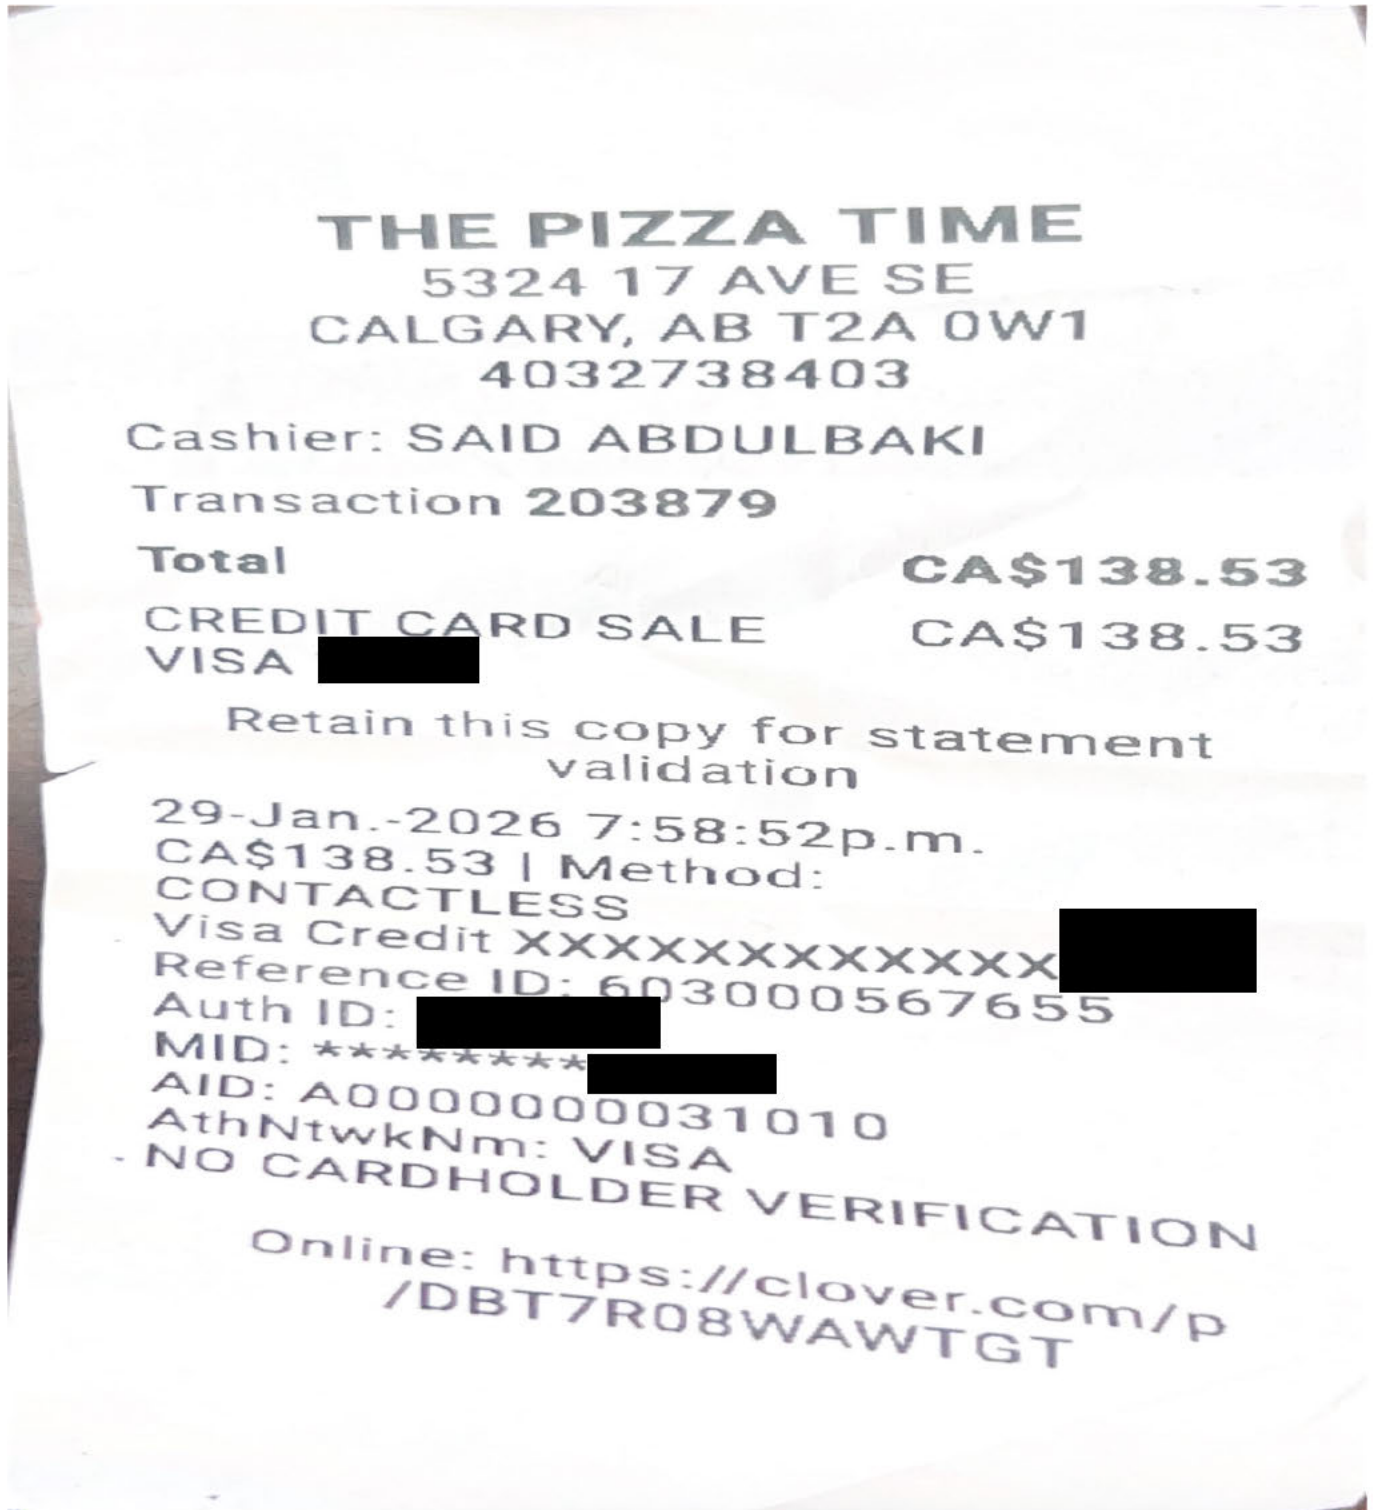 THE PIZZA TIME
5324 17 AVE SE
CALGARY, AB T2A 0W1
4032738403
Cashier: SAID ABDULBAKI
Transaction 203879
Total CA$138.53
CREDIT CARD SALE CA$138.53
VISA
Retain this copy for statement
validation
29-Jan.-2026 7:58:52p.m.
CA$138.53 | Method:
CONTACTLESS
Visa Credit XXXXXXXXXXXX
Reference ID: 603000567655
Auth ID:
MID: ********
AID: A0000000031010
AthNtwkNm: VISA
NO CARDHOLDER VERIFICATION
Online: https://clover.com/p
/DBT7R08WAWTGT